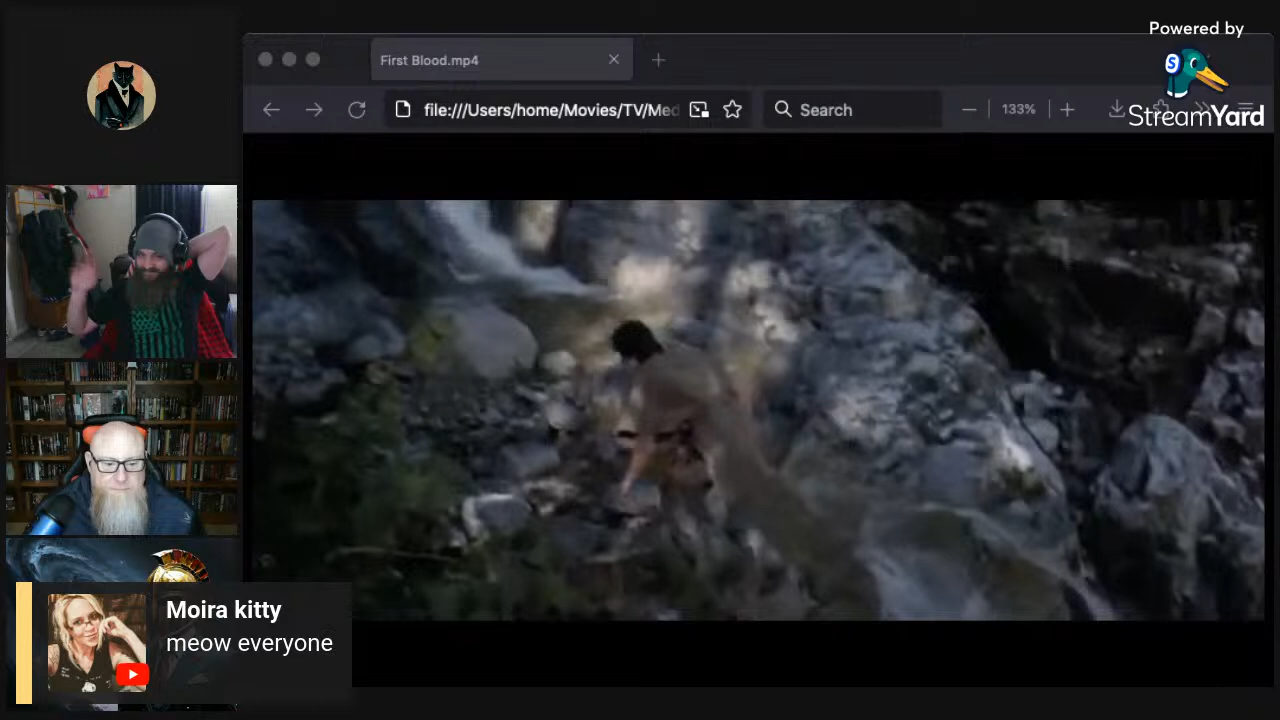 Powered by
StreamYard
First Blood.mp4
file:///Users/home/Movies/TV/Med
Search
133%
Moira kitty
meow everyone